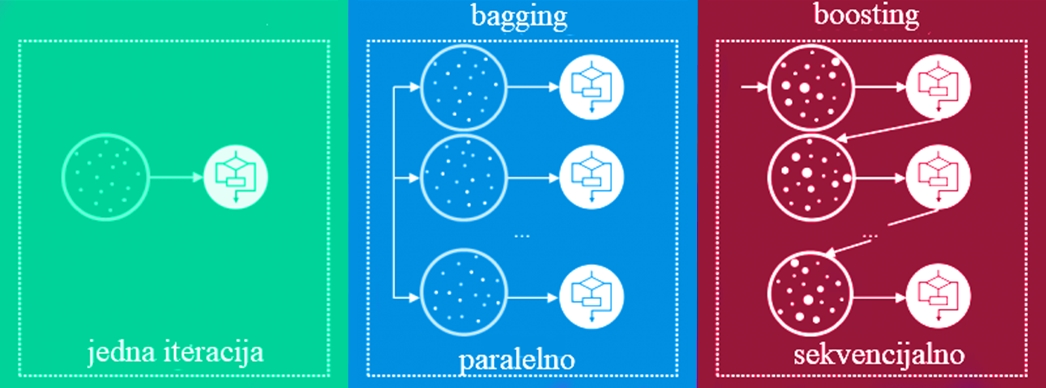 jedna iteracija
bagging
...
paralelno
boosting
...
sekvencijalno